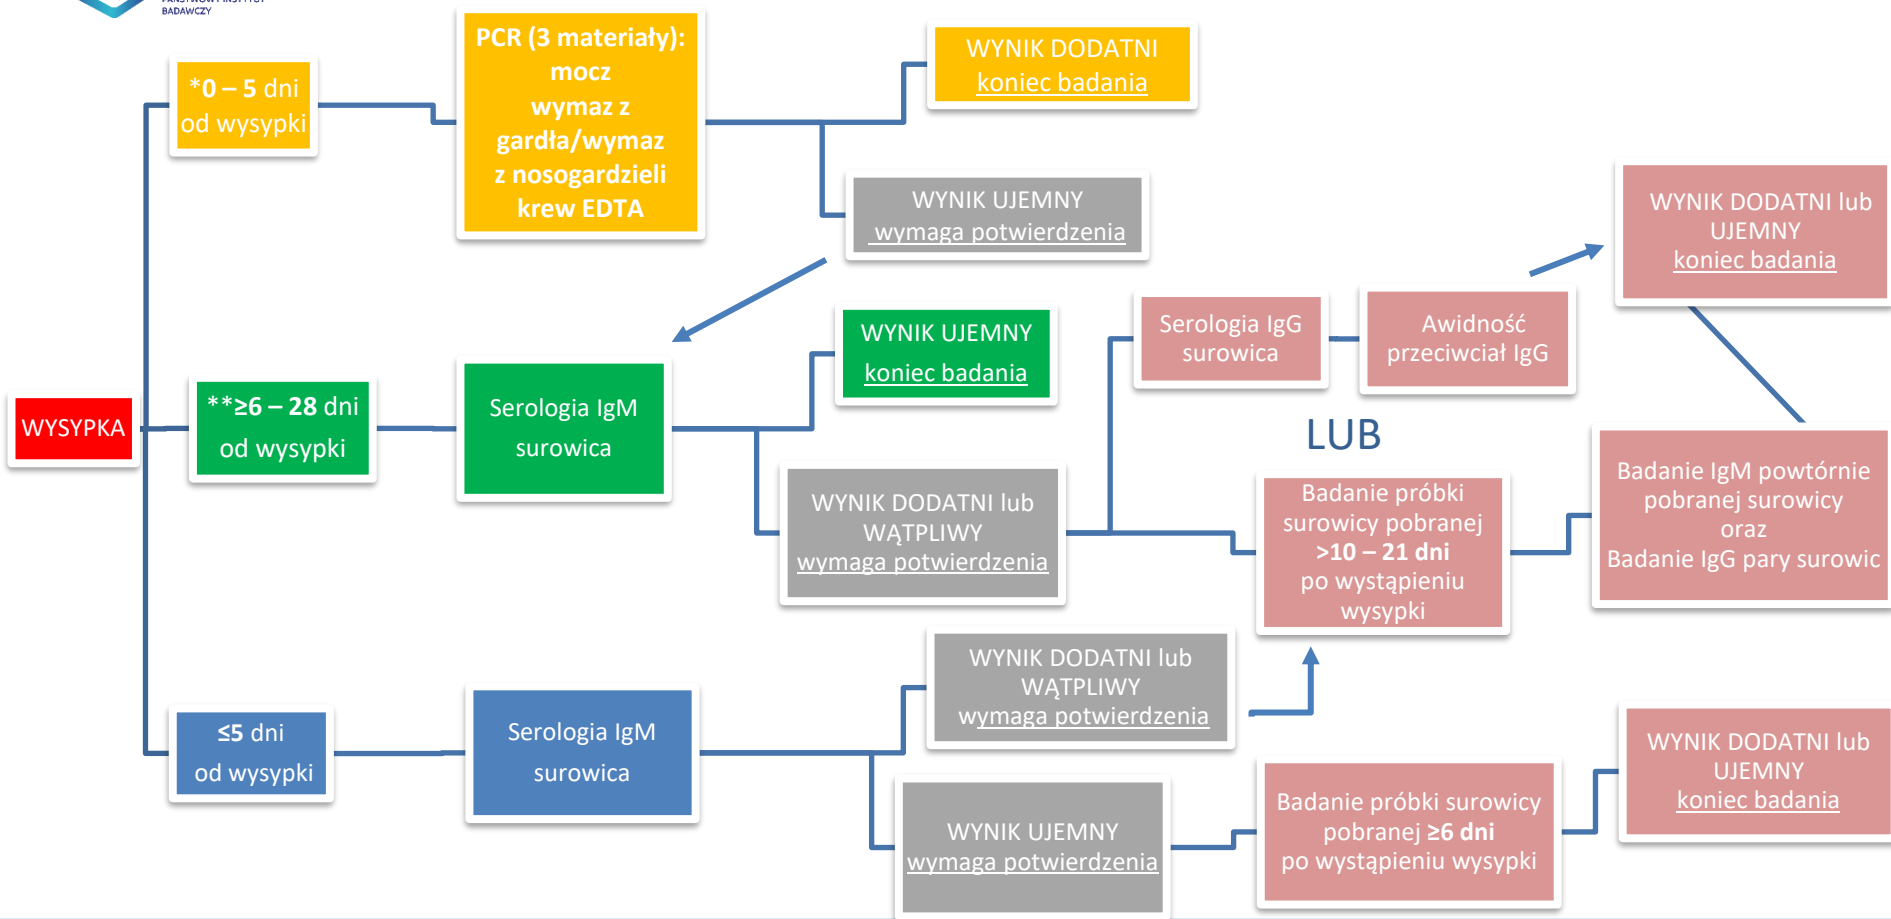 BADAWCZY
*0 – 5 dni
od wysypki
PCR (3 materiały):
mocz
wymaz z
gardła/wymaz
z nosogardzieli
krew EDTA
WYNIK DODATNI
koniec badania
WYNIK UJEMNY
wymaga potwierdzenia
WYSYPKA
**≥6 – 28 dni
od wysypki
Serologia IgM
surowica
WYNIK UJEMNY
koniec badania
WYNIK DODATNI lub
WĄTPLIWY
wymaga potwierdzenia
Serologia IgG
surowica
Awidność
przeciwciał IgG
WYNIK DODATNI lub
UJEMNY
koniec badania
LUB
Badanie próbki
surowicy pobranej
>10 – 21 dni
po wystąpieniu
wysypki
Badanie IgM powtórnie
pobranej surowicy
oraz
Badanie IgG pary surowic
≤5 dni
od wysypki
Serologia IgM
surowica
WYNIK DODATNI lub
WĄTPLIWY
wymaga potwierdzenia
WYNIK UJEMNY
wymaga potwierdzenia
Badanie próbki surowicy
pobranej ≥6 dni
po wystąpieniu wysypki
WYNIK DODATNI lub
UJEMNY
koniec badania